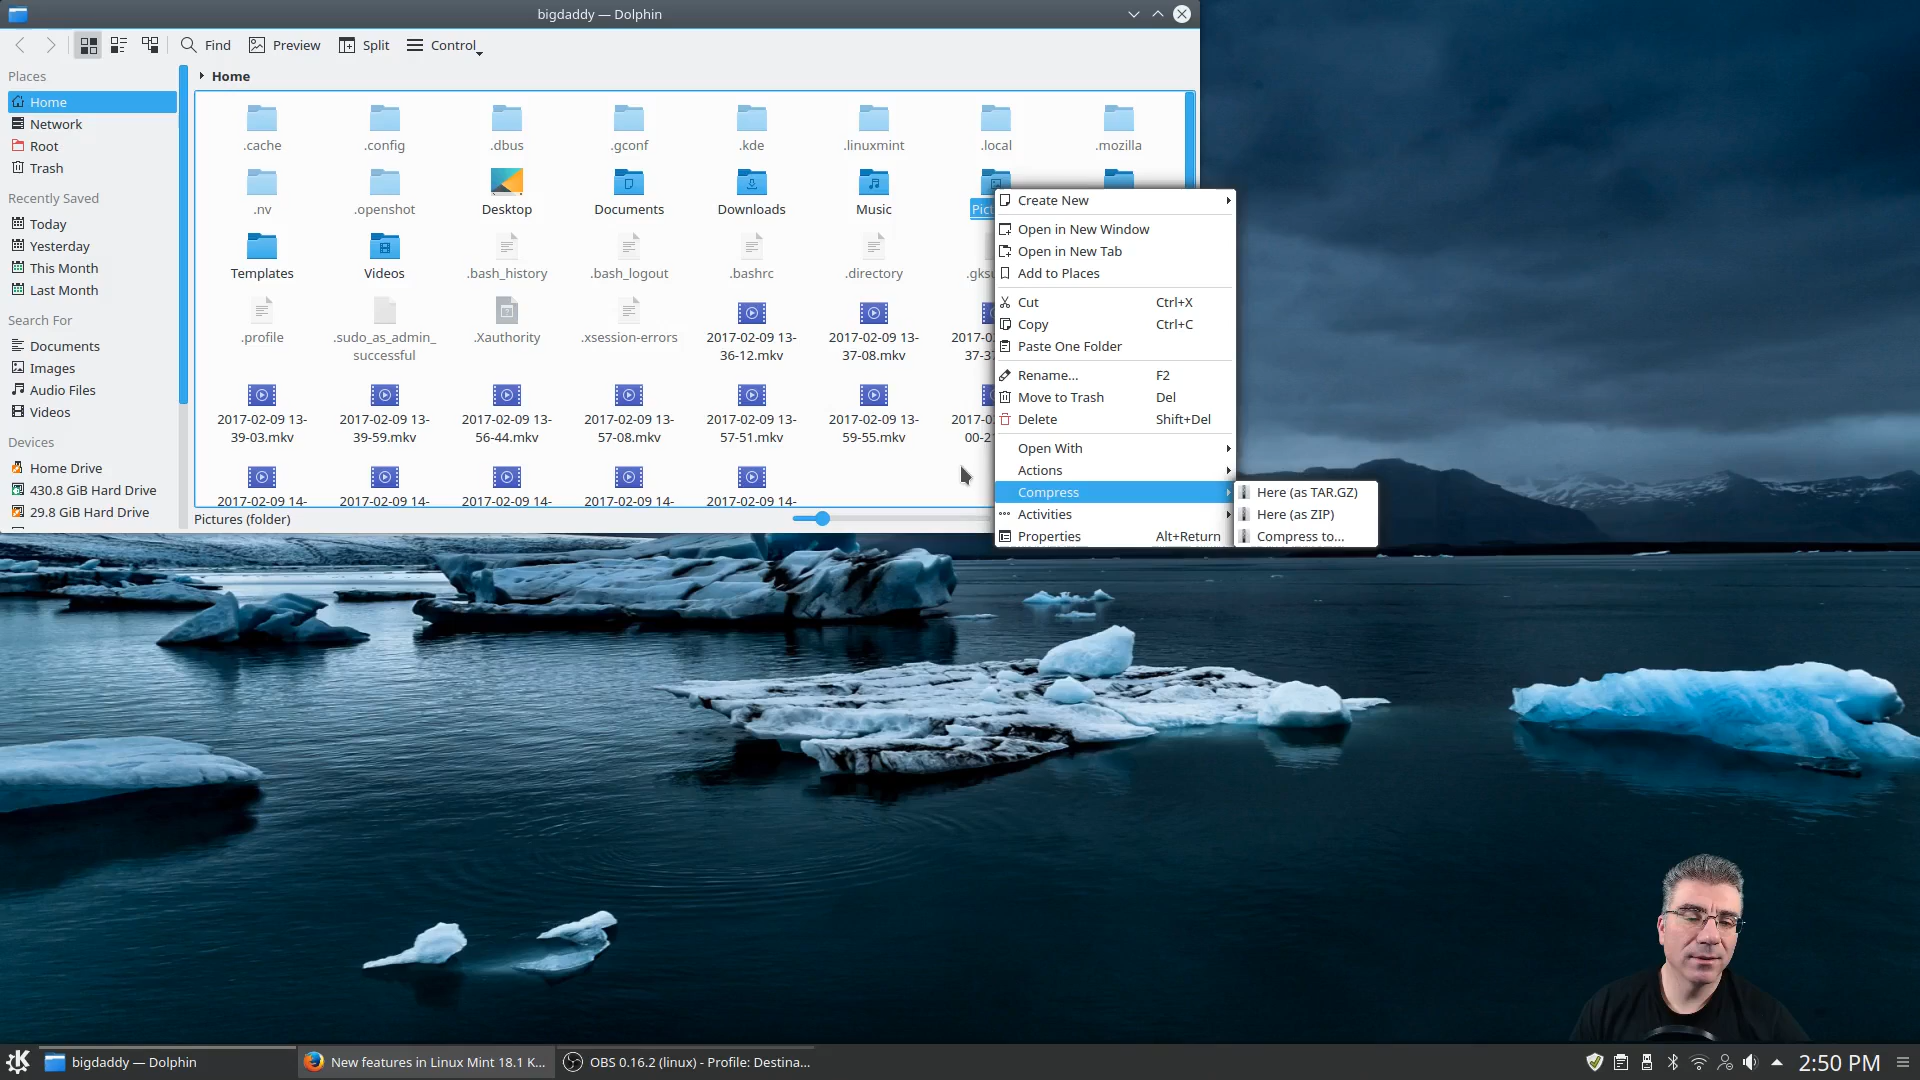 bigdaddy — Dolphin
Find
Preview
Split
Control
Places
Home
Network
Root
Trash
Recently Saved
Today
Yesterday
This Month
Last Month
Search For
Documents
Images
Audio Files
Videos
Devices
Home Drive
430.8 GiB Hard Drive
29.8 GiB Hard Drive
Home
.cache
.config
.dbus
.gconf
.kde
.linuxmint
.local
.mozilla
.nv
.openshot
Desktop
Documents
Downloads
Music
Templates
Videos
.bash_history
.bash_logout
.bashrc
.directory
.profile
.sudo_as_admin_
successful
.Xauthority
.xsession-errors
2017-02-09 13-
36-12.mkv
2017-02-09 13-
37-08.mkv
2017-02-09 13-
39-03.mkv
2017-02-09 13-
39-59.mkv
2017-02-09 13-
56-44.mkv
2017-02-09 13-
57-08.mkv
2017-02-09 13-
57-51.mkv
2017-02-09 13-
59-55.mkv
2017-02-09 14-
2017-02-09 14-
2017-02-09 14-
2017-02-09 14-
2017-02-09 14-
Pictures (folder)
Create New
Open in New Window
Open in New Tab
Add to Places
Cut Ctrl+X
Copy Ctrl+C
Paste One Folder
Rename... F2
Move to Trash Del
Delete Shift+Del
Open With
Actions
Compress
Activities
Properties Alt+Return
Here (as TAR.GZ)
Here (as ZIP)
Compress to...
bigdaddy — Dolphin
New features in Linux Mint 18.1 K...
OBS 0.16.2 (linux) - Profile: Destina...
2:50 PM